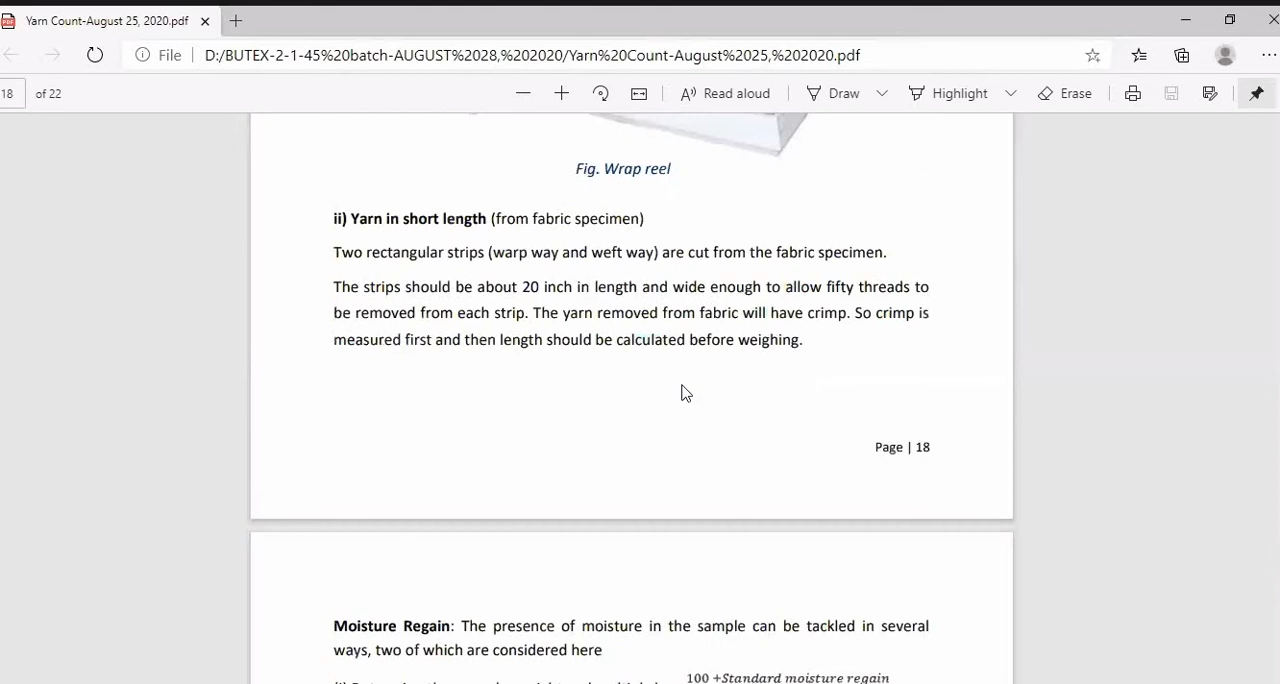 Yarn Count-August 25, 2020.pdf
File D:/BUTEX-2-1-45%20batch-AUGUST%2028,%202020/Yarn%20Count-August%2025,%202020.pdf
18 of 22 Read aloud Draw Highlight Erase
Fig. Wrap reel
ii) Yarn in short length (from fabric specimen)
Two rectangular strips (warp way and weft way) are cut from the fabric specimen.
The strips should be about 20 inch in length and wide enough to allow fifty threads to
be removed from each strip. The yarn removed from fabric will have crimp. So crimp is
measured first and then length should be calculated before weighing.
Page | 18
Moisture Regain: The presence of moisture in the sample can be tackled in several
ways, two of which are considered here
100 +Standard moisture regain